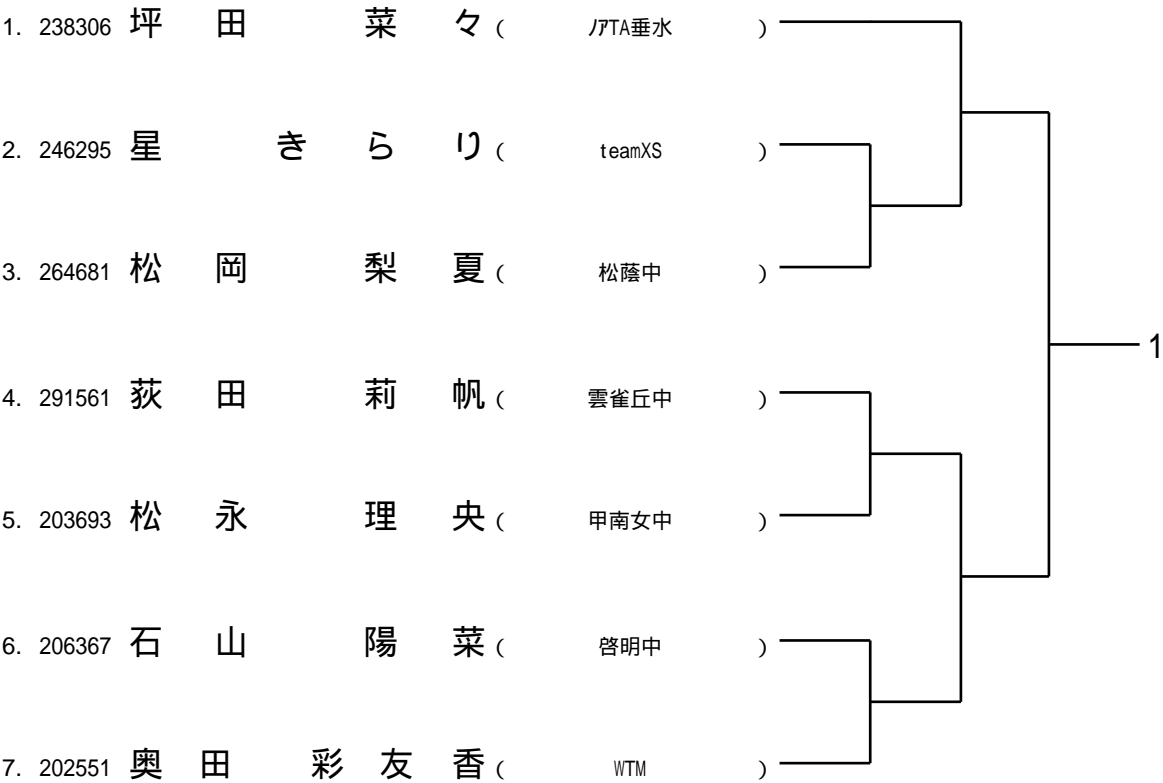 1. 238306 坪 田 菜 々 ( ﾉｱTA垂水 )
2. 246295 星 き ら り ( teamXS )
3. 264681 松 岡 梨 夏 ( 松蔭中 )
1
4. 291561 荻 田 莉 帆 ( 雲雀丘中 )
5. 203693 松 永 理 央 ( 甲南女中 )
6. 206367 石 山 陽 菜 ( 啓明中 )
7. 202551 奥 田 彩 友 香 ( WTM )